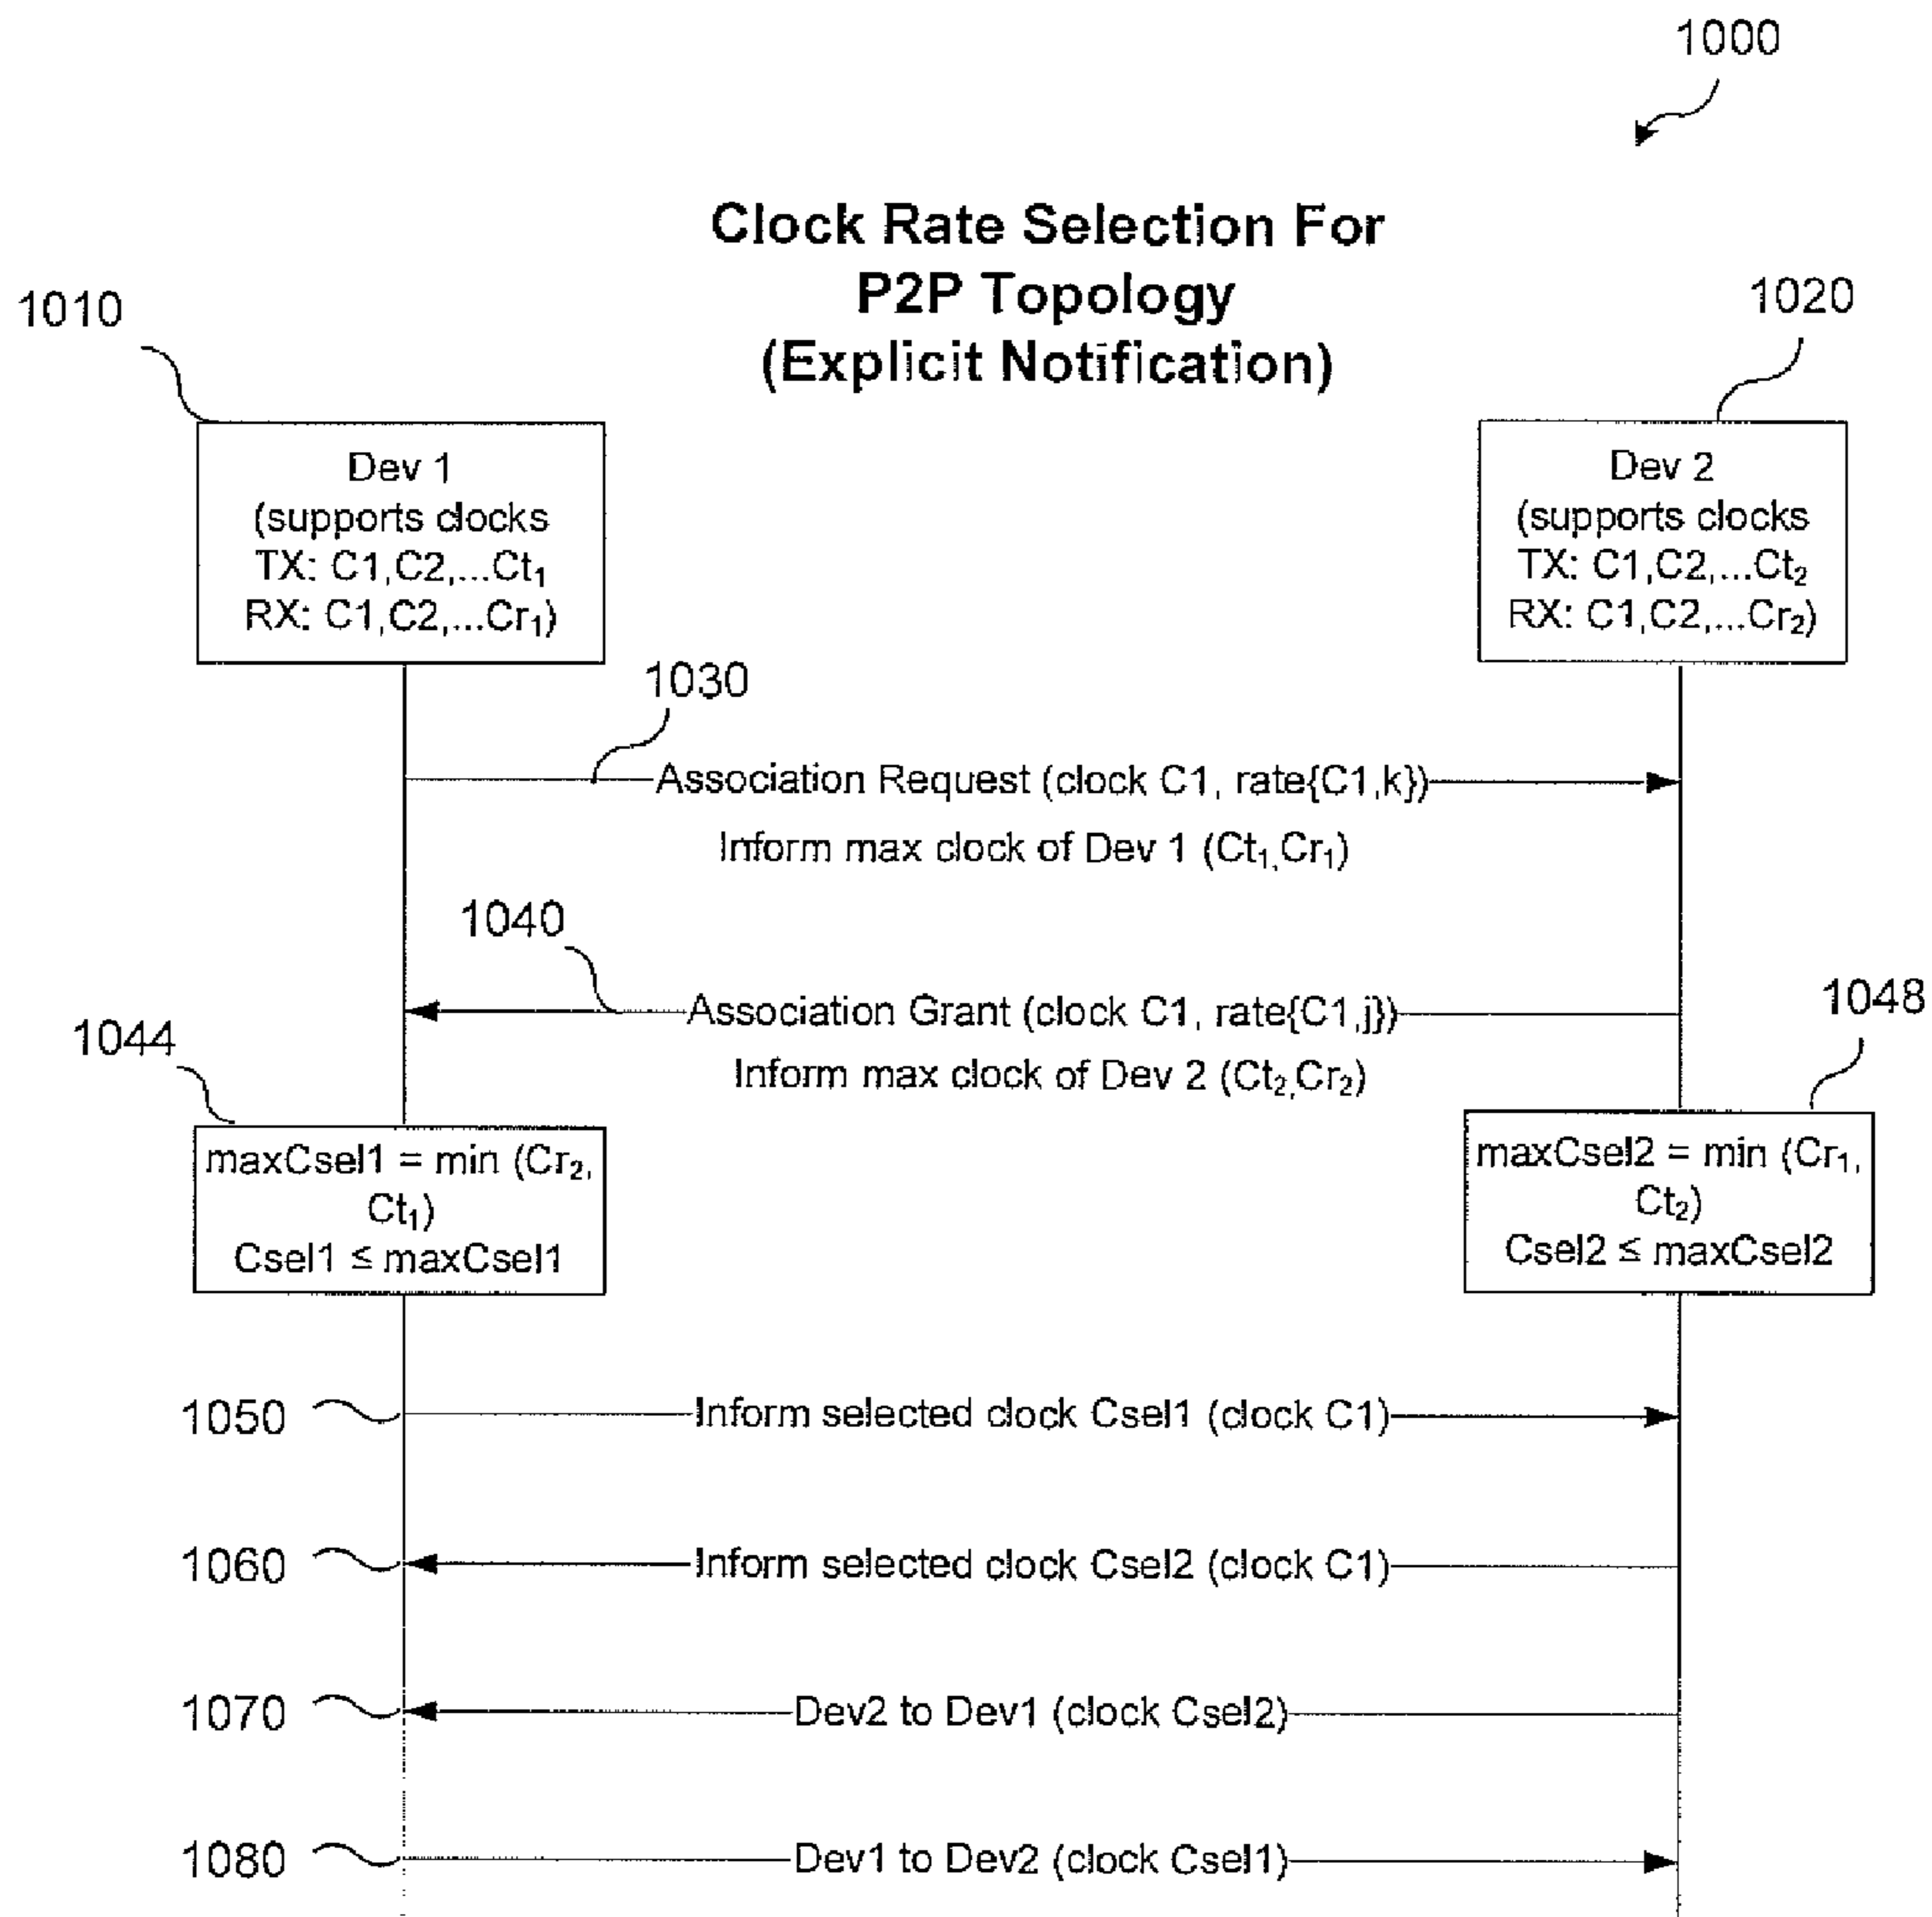 1000
Clock Rate Selection For
P2P Topology
(Explicit Notification)
1010
1020
Dev 1
(supports clocks
TX: C1,C2,...Ct₁
RX: C1,C2,...Cr₁)
Dev 2
(supports clocks
TX: C1,C2,...Ct₂
RX: C1,C2,...Cr₂)
1030
Association Request (clock C1, rate{C1,k})
Inform max clock of Dev 1 (Ct₁,Cr₁)
1040
Association Grant (clock C1, rate{C1,j})
Inform max clock of Dev 2 (Ct₂,Cr₂)
1044
1048
maxCsel1 = min (Cr₂,
Ct₁)
Csel1 ≤ maxCsel1
maxCsel2 = min (Cr₁,
Ct₂)
Csel2 ≤ maxCsel2
1050
Inform selected clock Csel1 (clock C1)
1060
Inform selected clock Csel2 (clock C1)
1070
Dev2 to Dev1 (clock Csel2)
1080
Dev1 to Dev2 (clock Csel1)